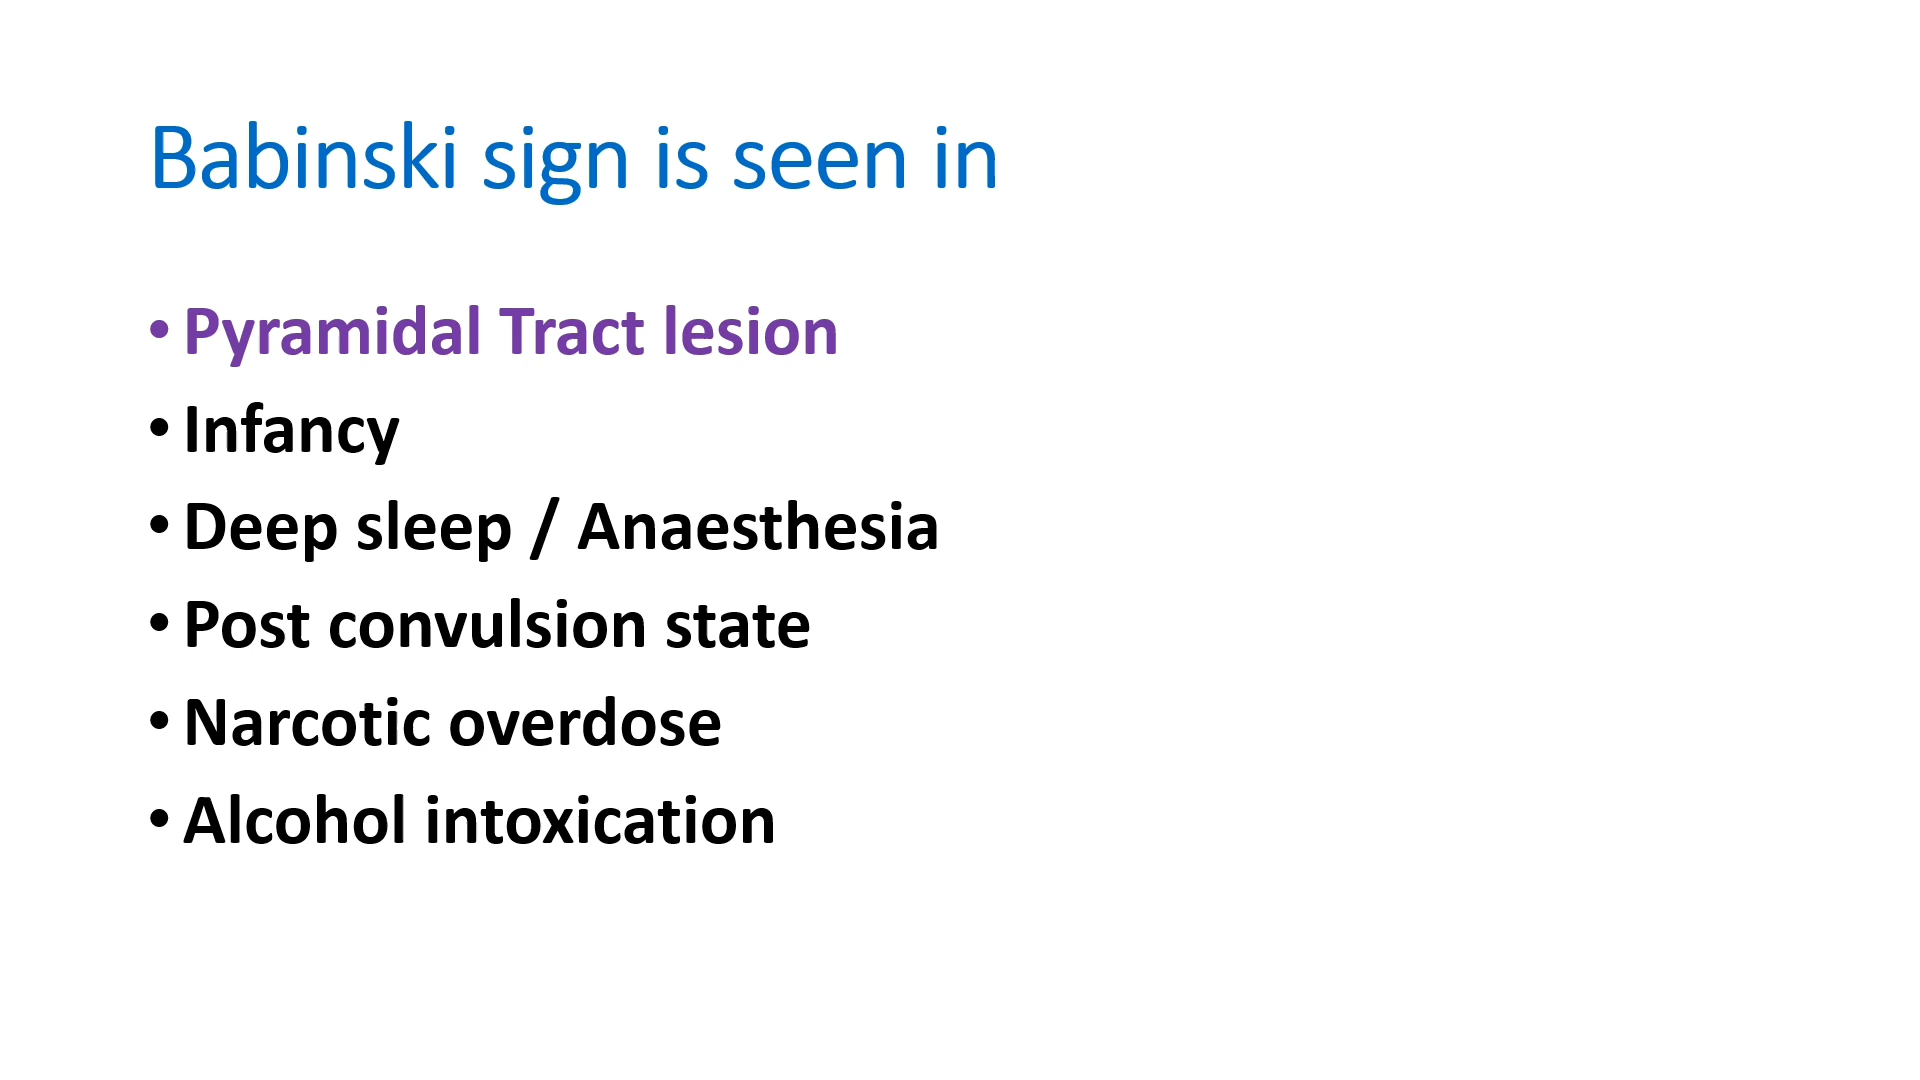 Babinski sign is seen in
• Pyramidal Tract lesion
• Infancy
• Deep sleep / Anaesthesia
• Post convulsion state
• Narcotic overdose
• Alcohol intoxication